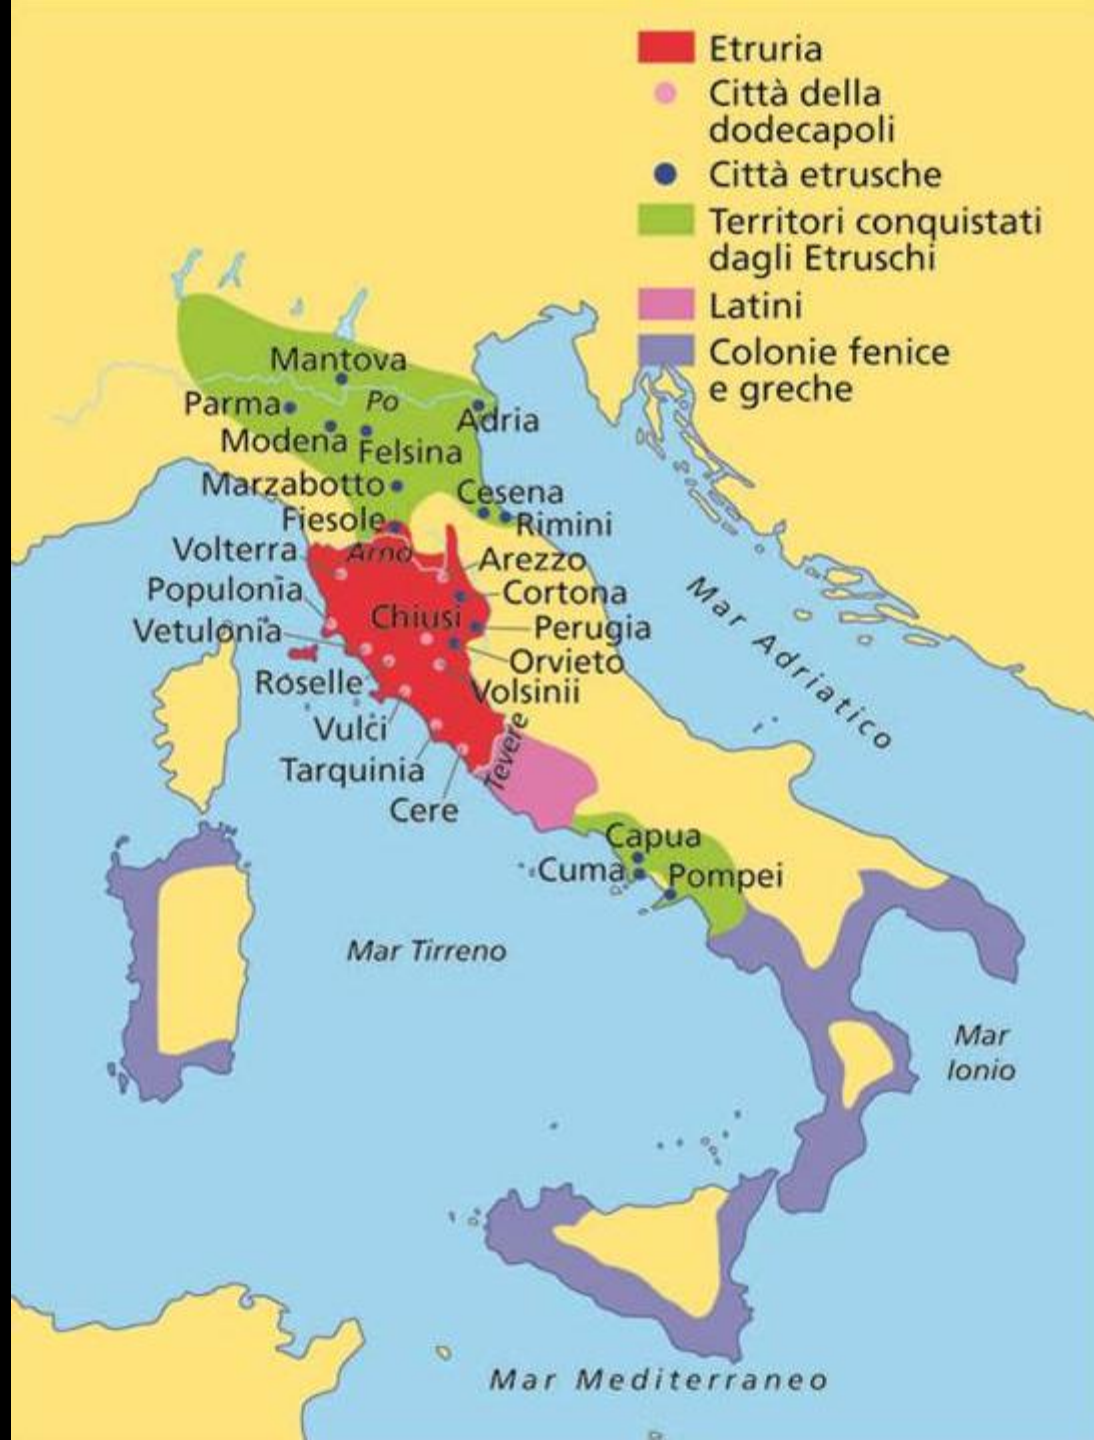 Etruria
Città della
dodecapoli
Città etrusche
Territori conquistati
dagli Etruschi
Latini
Colonie fenice
e greche
Mantova
Parma
Po
Adria
Modena
Felsina
Marzabotto
Cesena
Fiesole
Rimini
Volterra
Arno
Arezzo
Populonia
Cortona
Chiusi
Vetulonia
Perugia
Orvieto
Roselle
Volsinii
Vulci
Tevere
Tarquinia
Cere
Mar Adriatico
Capua
Cuma
Pompei
Mar Tirreno
Mar
Ionio
Mar Mediterraneo